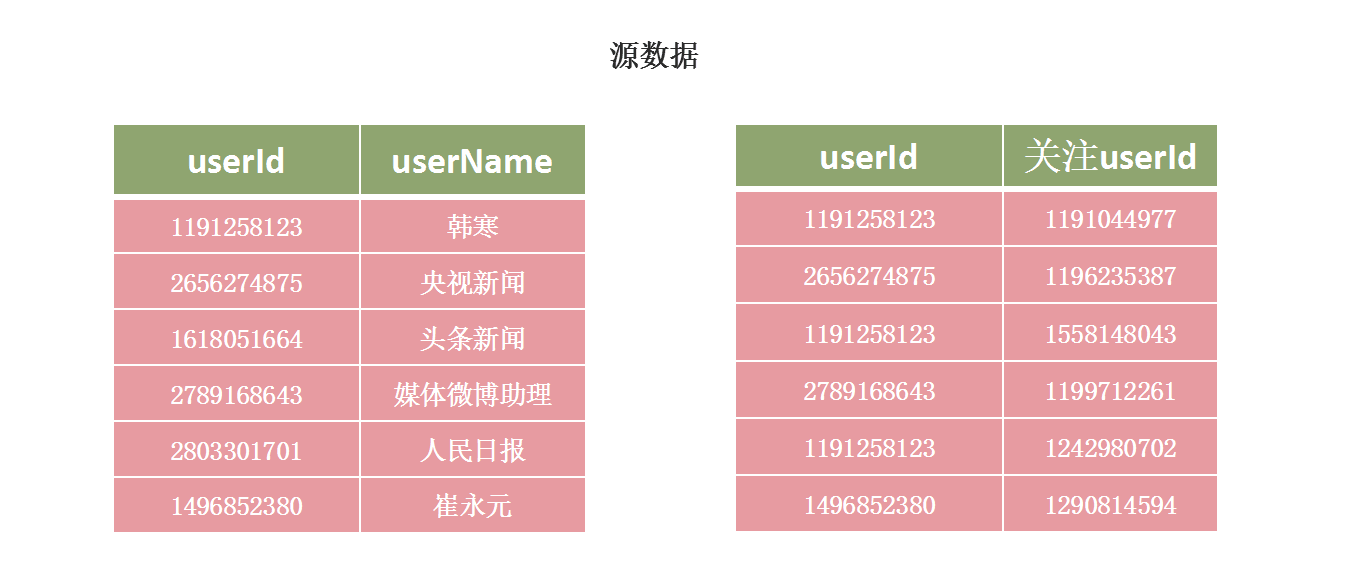 源数据
userId userName
1191258123 韩寒
2656274875 央视新闻
1618051664 头条新闻
2789168643 媒体微博助理
2803301701 人民日报
1496852380 崔永元
userId 关注userId
1191258123 1191044977
2656274875 1196235387
1191258123 1558148043
2789168643 1199712261
1191258123 1242980702
1496852380 1290814594